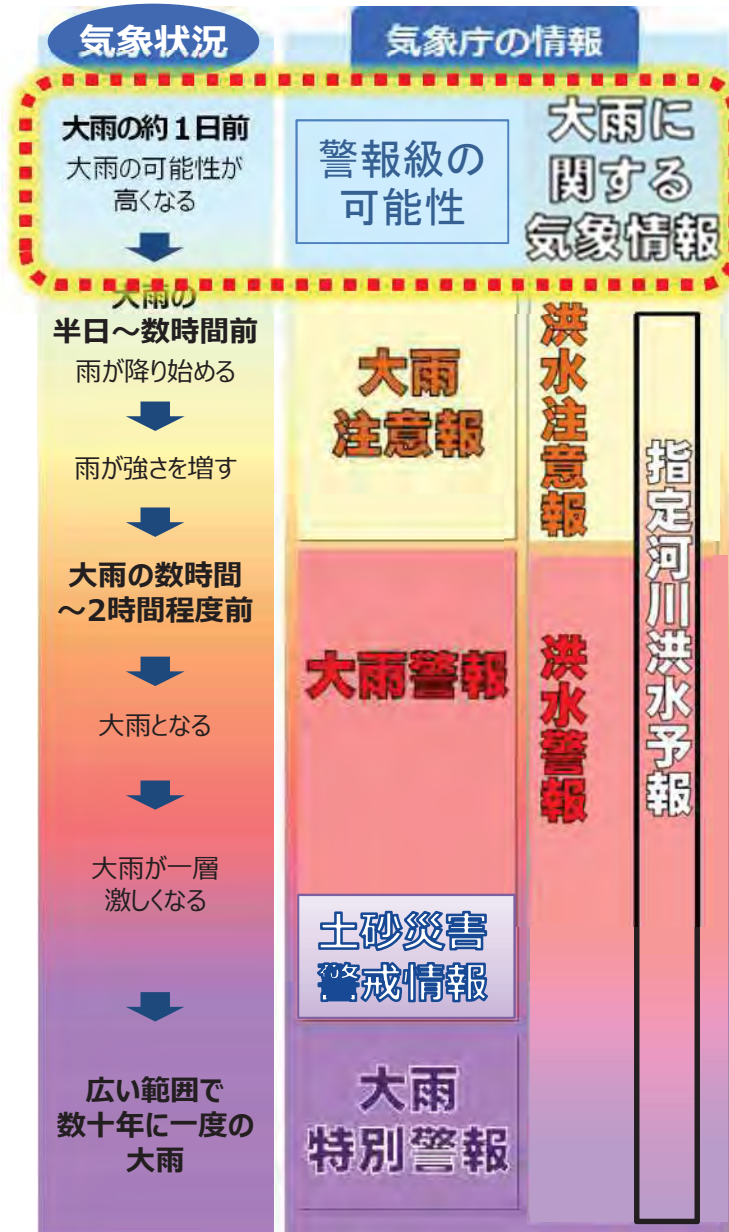 気象状況
気象庁の情報
大雨の約1日前
大雨の可能性が
高くなる
警報級の
可能性
大雨に
関する
気象情報
大雨の
半日～数時間前
雨が降り始める
雨が強さを増す
大雨
注意報
洪水注意報
指定河川洪水予報
大雨の数時間
～2時間程度前
大雨となる
大雨が一層
激しくなる
大雨警報
洪水警報
土砂災害
警戒情報
広い範囲で
数十年に一度の
大雨
大雨
特別警報